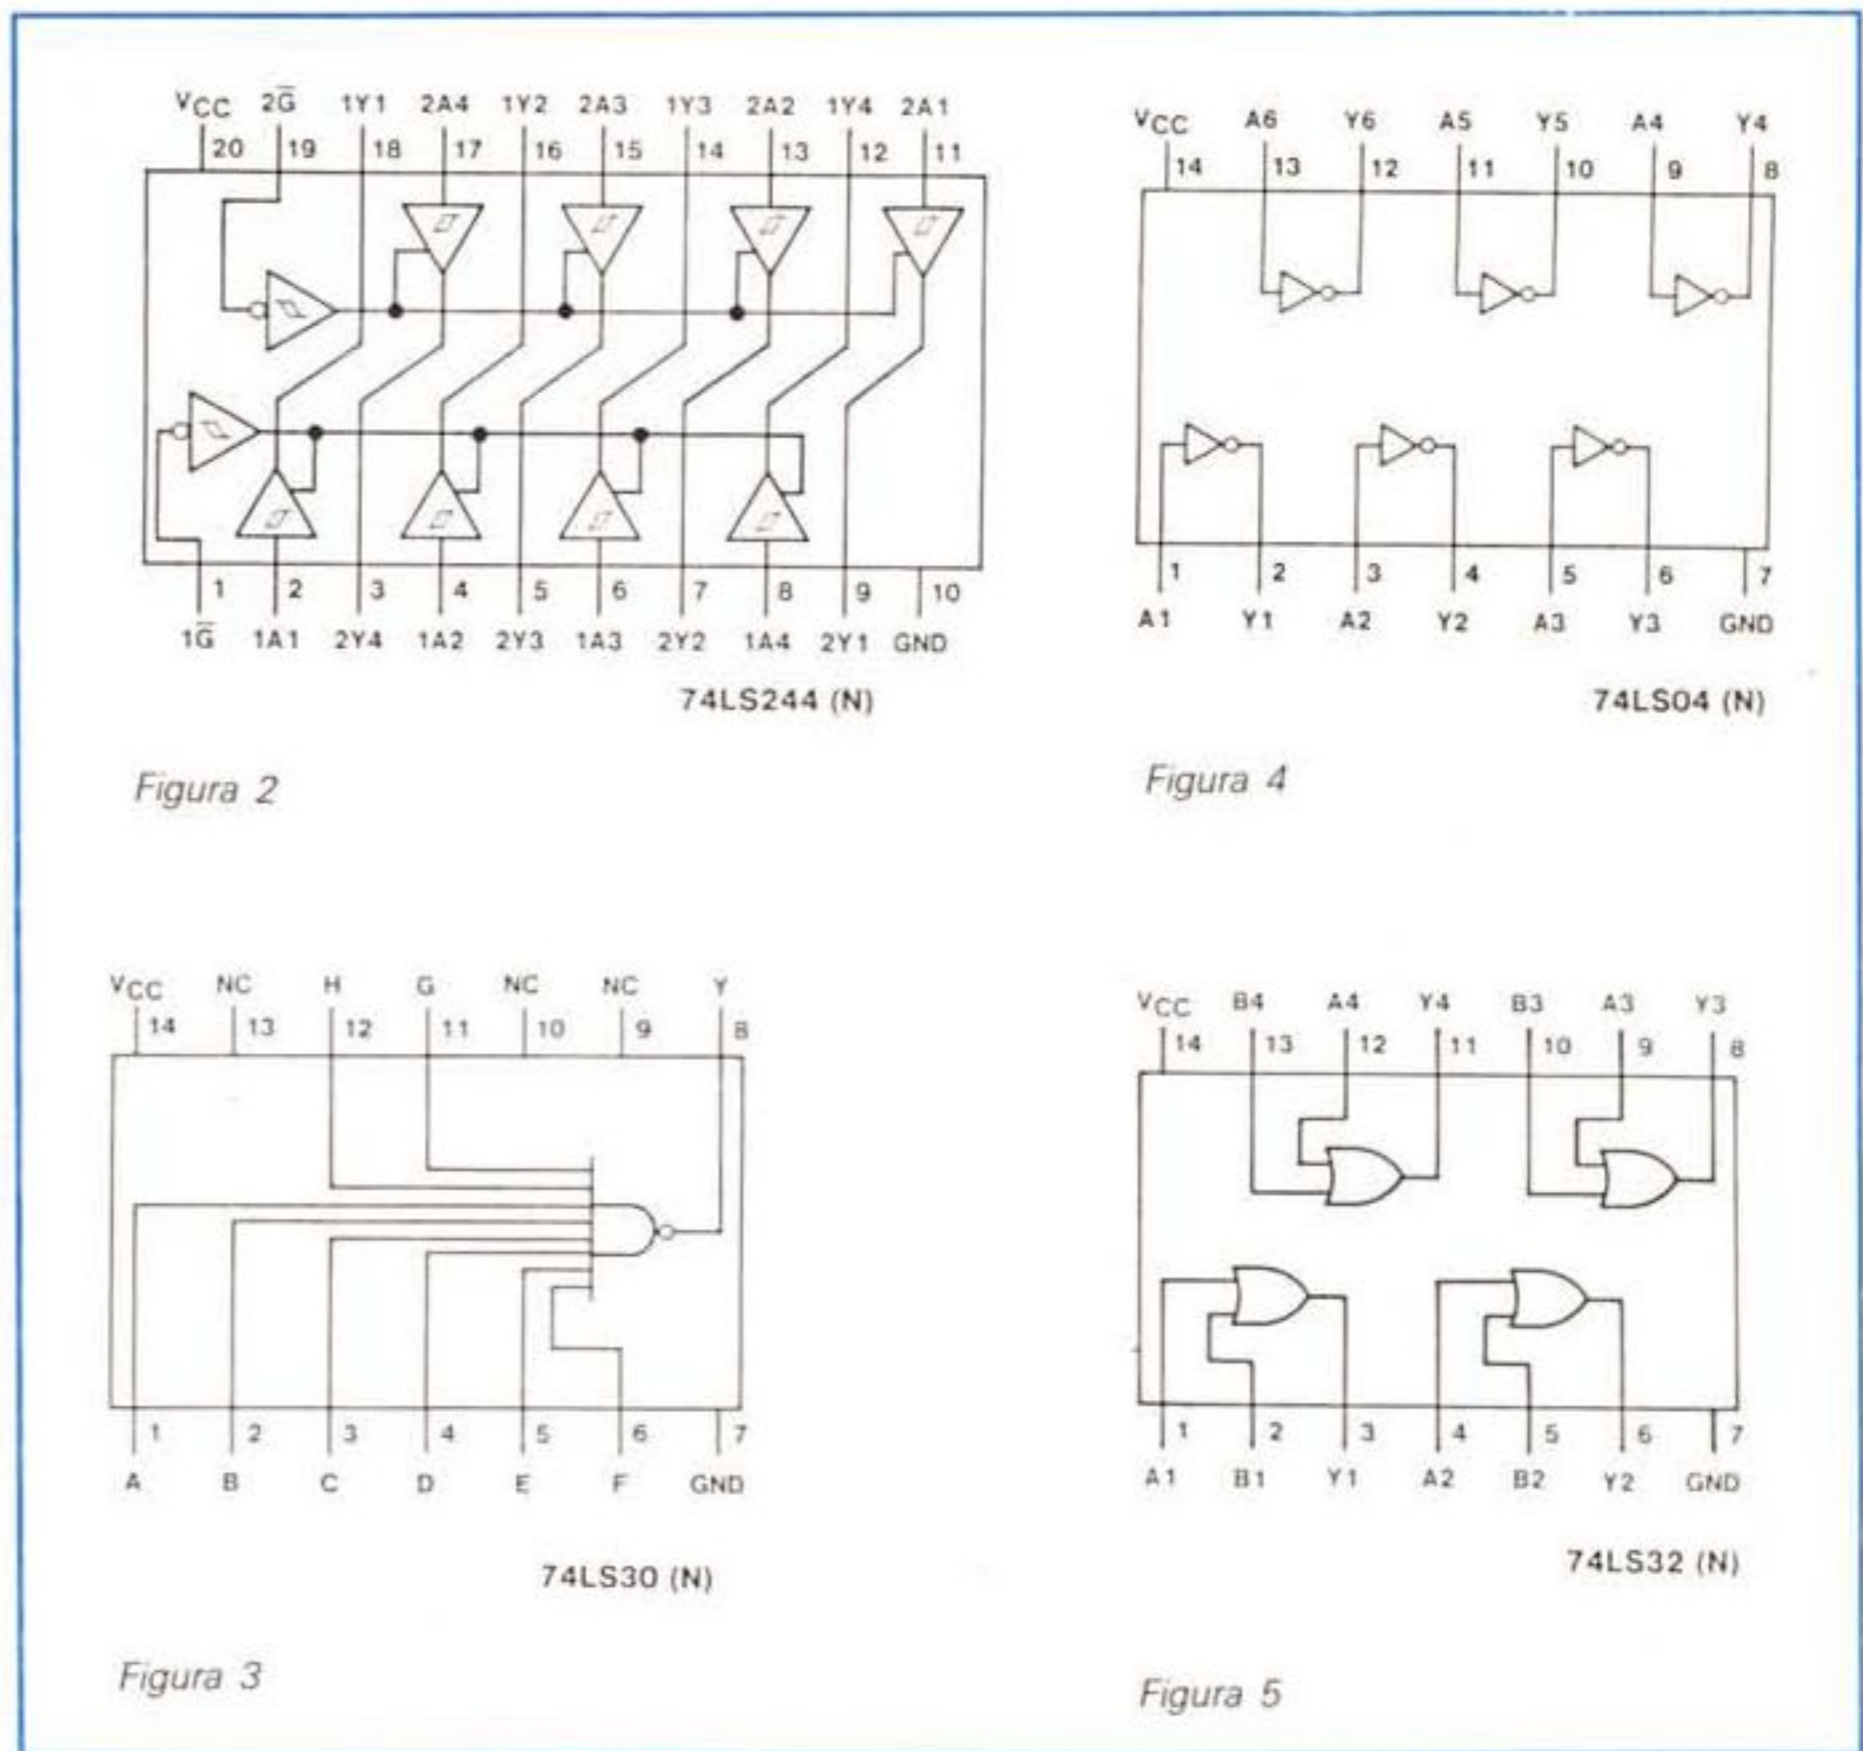 VCC 2G̅ 1Y1 2A4 1Y2 2A3 1Y3 2A2 1Y4 2A1
20 19 18 17 16 15 14 13 12 11
1 2 3 4 5 6 7 8 9 10
1G̅ 1A1 2Y4 1A2 2Y3 1A3 2Y2 1A4 2Y1 GND
74LS244 (N)
Figura 2
VCC A6 Y6 A5 Y5 A4 Y4
14 13 12 11 10 9 8
1 2 3 4 5 6 7
A1 Y1 A2 Y2 A3 Y3 GND
74LS04 (N)
Figura 4
VCC NC H G NC NC Y
14 13 12 11 10 9 8
1 2 3 4 5 6 7
A B C D E F GND
74LS30 (N)
Figura 3
VCC B4 A4 Y4 B3 A3 Y3
14 13 12 11 10 9 8
1 2 3 4 5 6 7
A1 B1 Y1 A2 B2 Y2 GND
74LS32 (N)
Figura 5